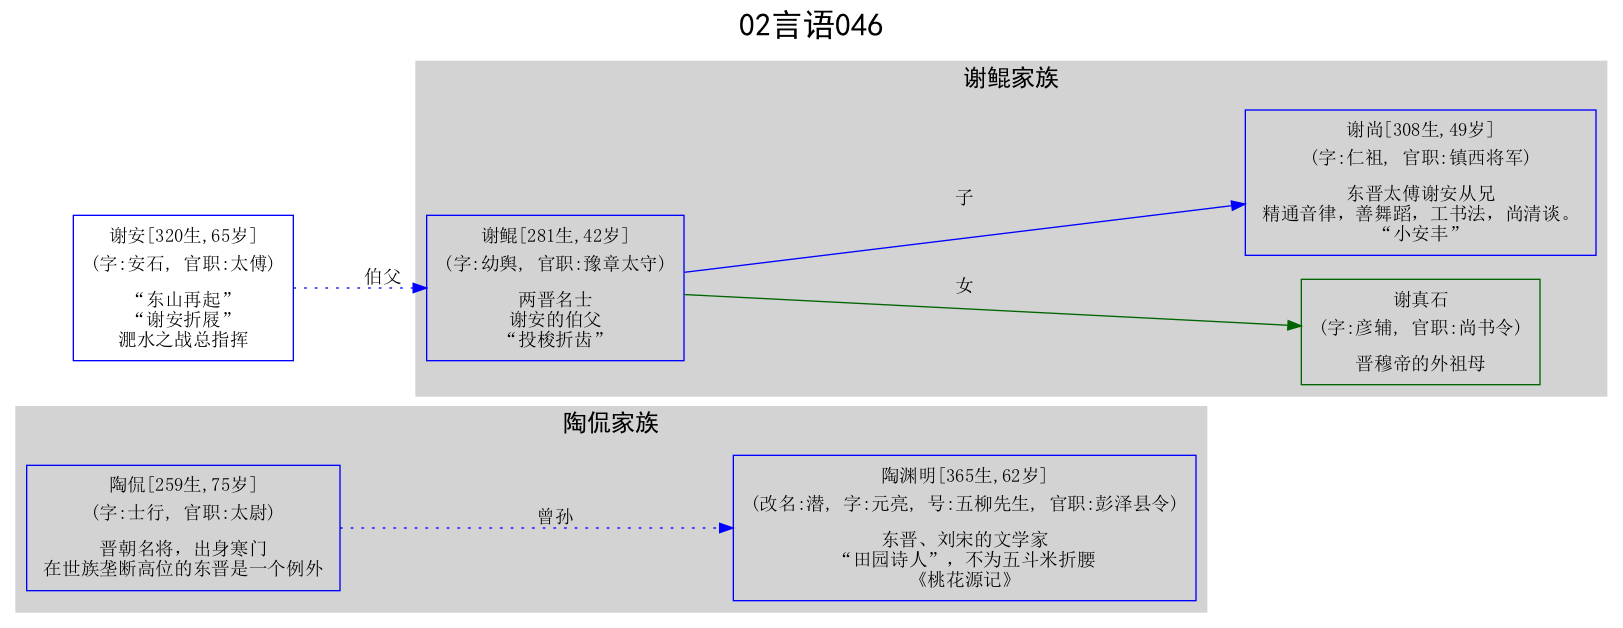 02言语046
谢鲲家族
谢安[320生,65岁]
(字:安石, 官职:太傅)
“东山再起”
“谢安折屐”
淝水之战总指挥
伯父
谢鲲[281生,42岁]
(字:幼舆, 官职:豫章太守)
两晋名士
谢安的伯父
“投梭折齿”
子
女
谢尚[308生,49岁]
(字:仁祖, 官职:镇西将军)
东晋太傅谢安从兄
精通音律，善舞蹈，工书法，尚清谈。
“小安丰”
谢真石
(字:彦辅, 官职:尚书令)
晋穆帝的外祖母
陶侃家族
陶侃[259生,75岁]
(字:士行, 官职:太尉)
晋朝名将，出身寒门
在世族垄断高位的东晋是一个例外
曾孙
陶渊明[365生,62岁]
(改名:潜, 字:元亮, 号:五柳先生, 官职:彭泽县令)
东晋、刘宋的文学家
“田园诗人”，不为五斗米折腰
《桃花源记》